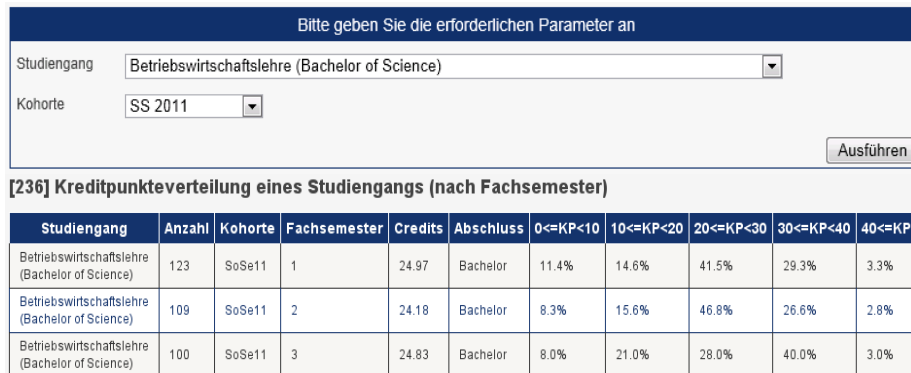 Bitte geben Sie die erforderlichen Parameter an
Studiengang Betriebswirtschaftslehre (Bachelor of Science)
Kohorte SS 2011
Ausführen
[236] Kreditpunkteverteilung eines Studiengangs (nach Fachsemester)
Studiengang Anzahl Kohorte Fachsemester Credits Abschluss 0<=KP<10 10<=KP<20 20<=KP<30 30<=KP<40 40<=KP
Betriebswirtschaftslehre
(Bachelor of Science) 123 SoSe11 1 24.97 Bachelor 11.4% 14.6% 41.5% 29.3% 3.3%
Betriebswirtschaftslehre
(Bachelor of Science) 109 SoSe11 2 24.18 Bachelor 8.3% 15.6% 46.8% 26.6% 2.8%
Betriebswirtschaftslehre
(Bachelor of Science) 100 SoSe11 3 24.83 Bachelor 8.0% 21.0% 28.0% 40.0% 3.0%